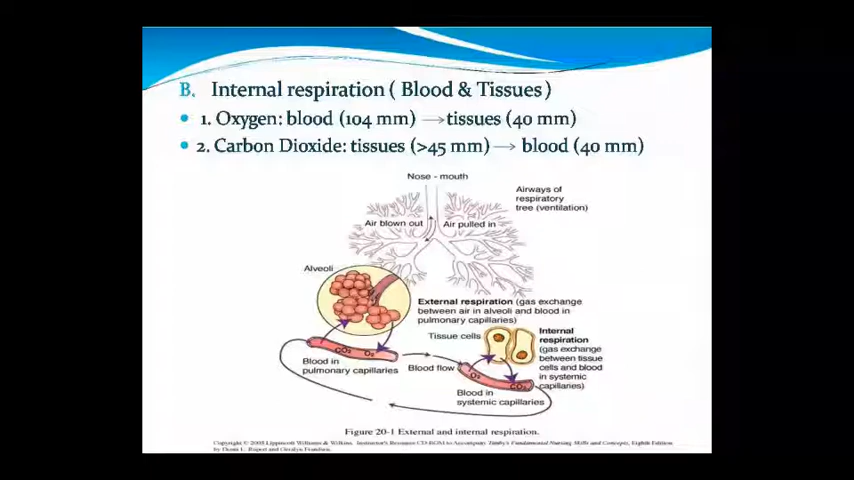 B. Internal respiration ( Blood & Tissues )
1. Oxygen: blood (104 mm) → tissues (40 mm)
2. Carbon Dioxide: tissues (>45 mm) → blood (40 mm)
Nose - mouth
Airways of
respiratory
tree (ventilation)
Air blown out
Air pulled in
Alveoli
External respiration (gas exchange
between air in alveoli and blood in
pulmonary capillaries)
Tissue cells
Internal
respiration
(gas exchange
between tissue
cells and blood
in systemic
capillaries)
CO₂ O₂
Blood in
pulmonary capillaries
Blood flow
O₂
CO₂
Blood in
systemic capillaries
Figure 20-1 External and internal respiration.
Copyright © 2005 Lippincott Williams & Wilkins. Instructor's Resource CD-ROM to Accompany Timby's Fundamental Nursing Skills and Concepts, Eighth Edition
by